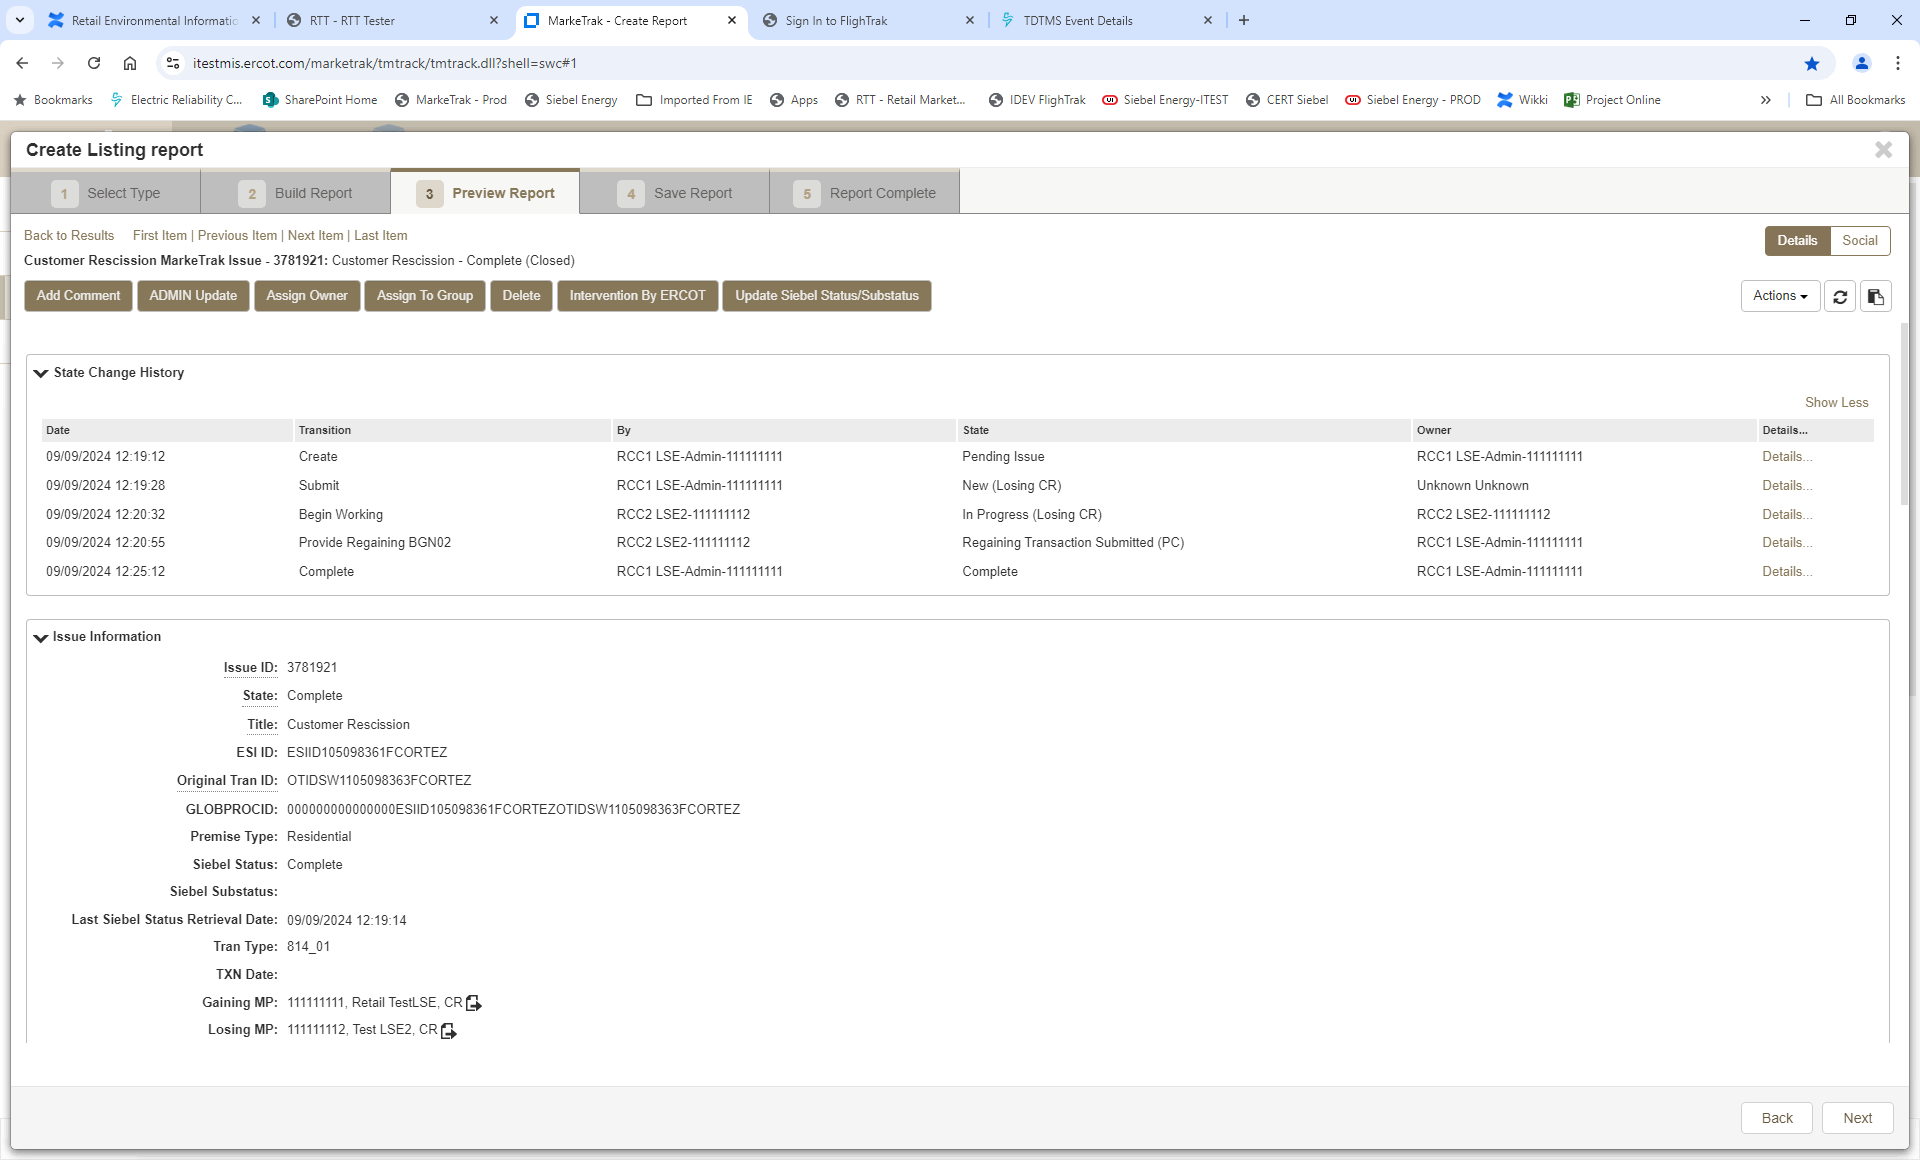 Retail Environmental Informatio
RTT - RTT Tester
MarkeTrak - Create Report
Sign In to FlighTrak
TDTMS Event Details
itestmis.ercot.com/marketrak/tmtrack/tmtrack.dll?shell=swc#1
Bookmarks Electric Reliability C... SharePoint Home MarkeTrak - Prod Siebel Energy Imported From IE Apps RTT - Retail Market... IDEV FlighTrak Siebel Energy-ITEST CERT Siebel Siebel Energy - PROD Wikki Project Online All Bookmarks
Create Listing report
1 Select Type 2 Build Report 3 Preview Report 4 Save Report 5 Report Complete
Back to Results First Item | Previous Item | Next Item | Last Item
Details Social
Customer Rescission MarkeTrak Issue - 3781921: Customer Rescission - Complete (Closed)
Add Comment ADMIN Update Assign Owner Assign To Group Delete Intervention By ERCOT Update Siebel Status/Substatus Actions
State Change History
Show Less
Date Transition By State Owner Details...
09/09/2024 12:19:12 Create RCC1 LSE-Admin-111111111 Pending Issue RCC1 LSE-Admin-111111111 Details...
09/09/2024 12:19:28 Submit RCC1 LSE-Admin-111111111 New (Losing CR) Unknown Unknown Details...
09/09/2024 12:20:32 Begin Working RCC2 LSE2-111111112 In Progress (Losing CR) RCC2 LSE2-111111112 Details...
09/09/2024 12:20:55 Provide Regaining BGN02 RCC2 LSE2-111111112 Regaining Transaction Submitted (PC) RCC1 LSE-Admin-111111111 Details...
09/09/2024 12:25:12 Complete RCC1 LSE-Admin-111111111 Complete RCC1 LSE-Admin-111111111 Details...
Issue Information
Issue ID: 3781921
State: Complete
Title: Customer Rescission
ESI ID: ESIID105098361FCORTEZ
Original Tran ID: OTIDSW1105098363FCORTEZ
GLOBPROCID: 000000000000000ESIID105098361FCORTEZOTIDSW1105098363FCORTEZ
Premise Type: Residential
Siebel Status: Complete
Siebel Substatus:
Last Siebel Status Retrieval Date: 09/09/2024 12:19:14
Tran Type: 814_01
TXN Date:
Gaining MP: 111111111, Retail TestLSE, CR
Losing MP: 111111112, Test LSE2, CR
Back Next